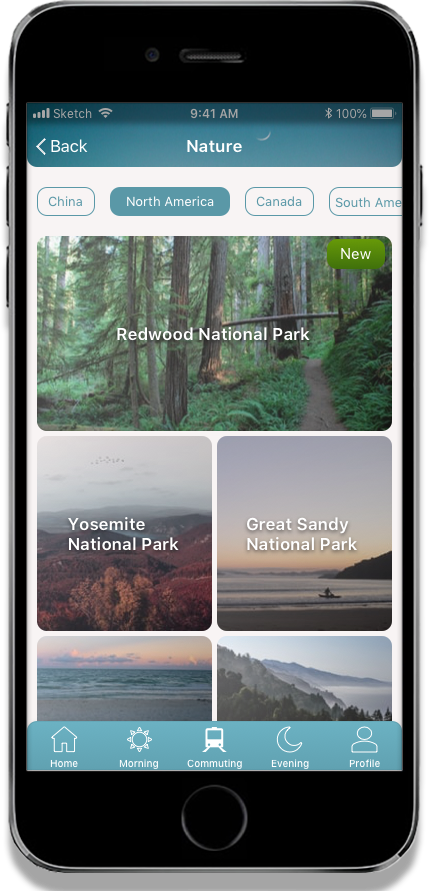 Sketch 9:41 AM 100%
Back Nature
China North America Canada South Ame
New
Redwood National Park
Yosemite
National Park
Great Sandy
National Park
Home Morning Commuting Evening Profile